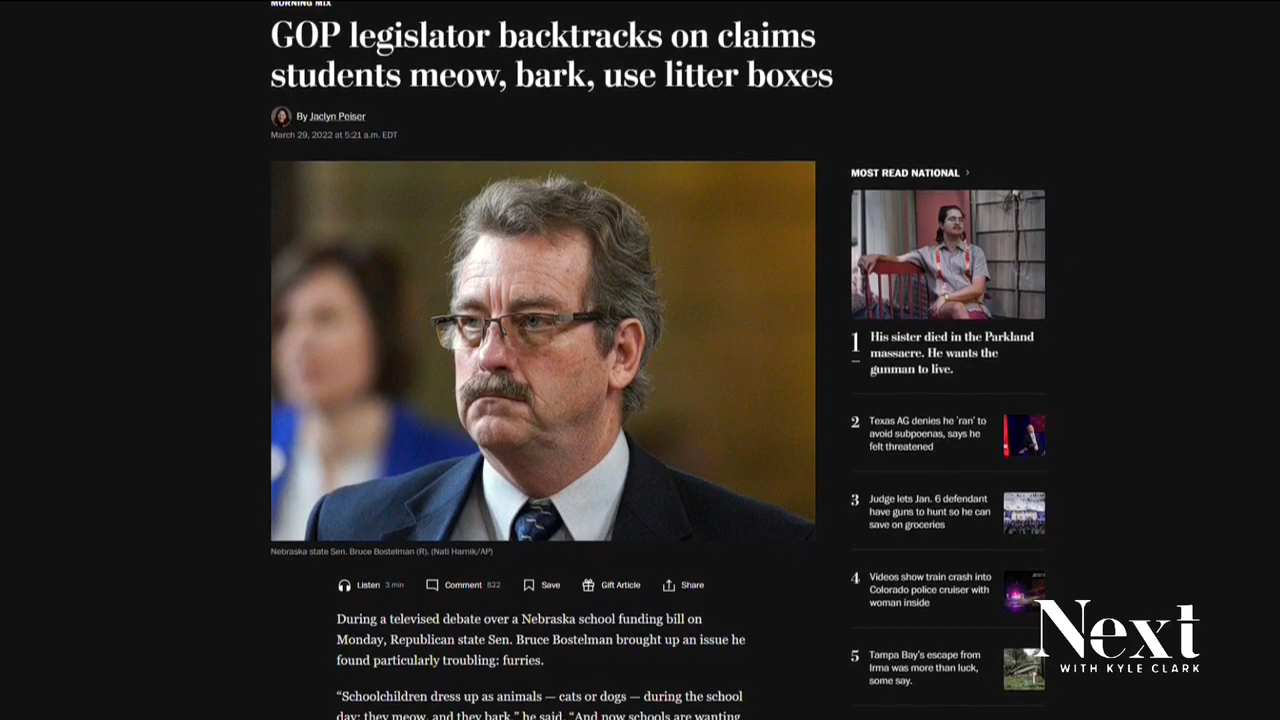 MORNING MIX
GOP legislator backtracks on claims
students meow, bark, use litter boxes
By Jaclyn Peiser
March 29, 2022 at 5:21 a.m. EDT
Nebraska state Sen. Bruce Bostelman (R). (Nati Harnik/AP)
Listen 3 min Comment 822 Save Gift Article Share
During a televised debate over a Nebraska school funding bill on
Monday, Republican state Sen. Bruce Bostelman brought up an issue he
found particularly troubling: furries.
“Schoolchildren dress up as animals — cats or dogs — during the school
day; they meow, and they bark,” he said. “And now schools are wanting
MOST READ NATIONAL >
1 His sister died in the Parkland
massacre. He wants the
gunman to live.
2 Texas AG denies he ‘ran’ to
avoid subpoenas, says he
felt threatened
3 Judge lets Jan. 6 defendant
have guns to hunt so he can
save on groceries
4 Videos show train crash into
Colorado police cruiser with
woman inside
5 Tampa Bay’s escape from
Irma was more than luck,
some say.
Next
WITH KYLE CLARK